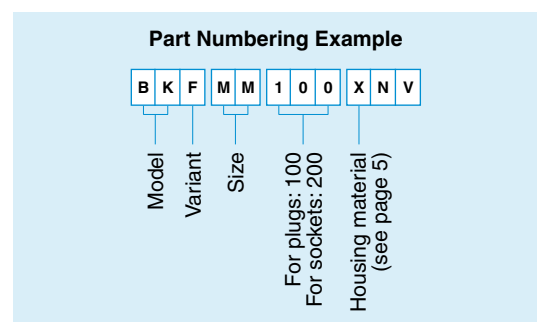 Part Numbering Example
B K F M M 1 0 0 X N V
Model
Variant
Size
For plugs: 100
For sockets: 200
Housing material
(see page 5)